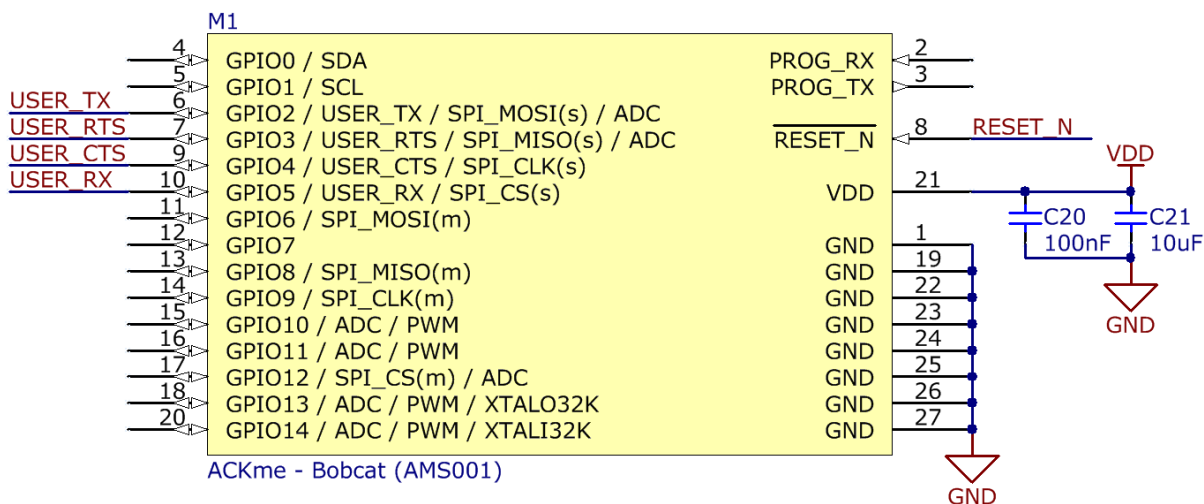 M1
4 GPIO0 / SDA
5 GPIO1 / SCL
USER_TX 6 GPIO2 / USER_TX / SPI_MOSI(s) / ADC
USER_RTS 7 GPIO3 / USER_RTS / SPI_MISO(s) / ADC
USER_CTS 9 GPIO4 / USER_CTS / SPI_CLK(s)
USER_RX 10 GPIO5 / USER_RX / SPI_CS(s)
11 GPIO6 / SPI_MOSI(m)
12 GPIO7
13 GPIO8 / SPI_MISO(m)
14 GPIO9 / SPI_CLK(m)
15 GPIO10 / ADC / PWM
16 GPIO11 / ADC / PWM
17 GPIO12 / SPI_CS(m) / ADC
18 GPIO13 / ADC / PWM / XTALO32K
20 GPIO14 / ADC / PWM / XTALI32K
PROG_RX 2
PROG_TX 3
RESET_N 8 RESET_N
VDD 21
GND 1
GND 19
GND 22
GND 23
GND 24
GND 25
GND 26
GND 27
GND
VDD
C20
100nF
C21
10uF
GND
ACKme - Bobcat (AMS001)